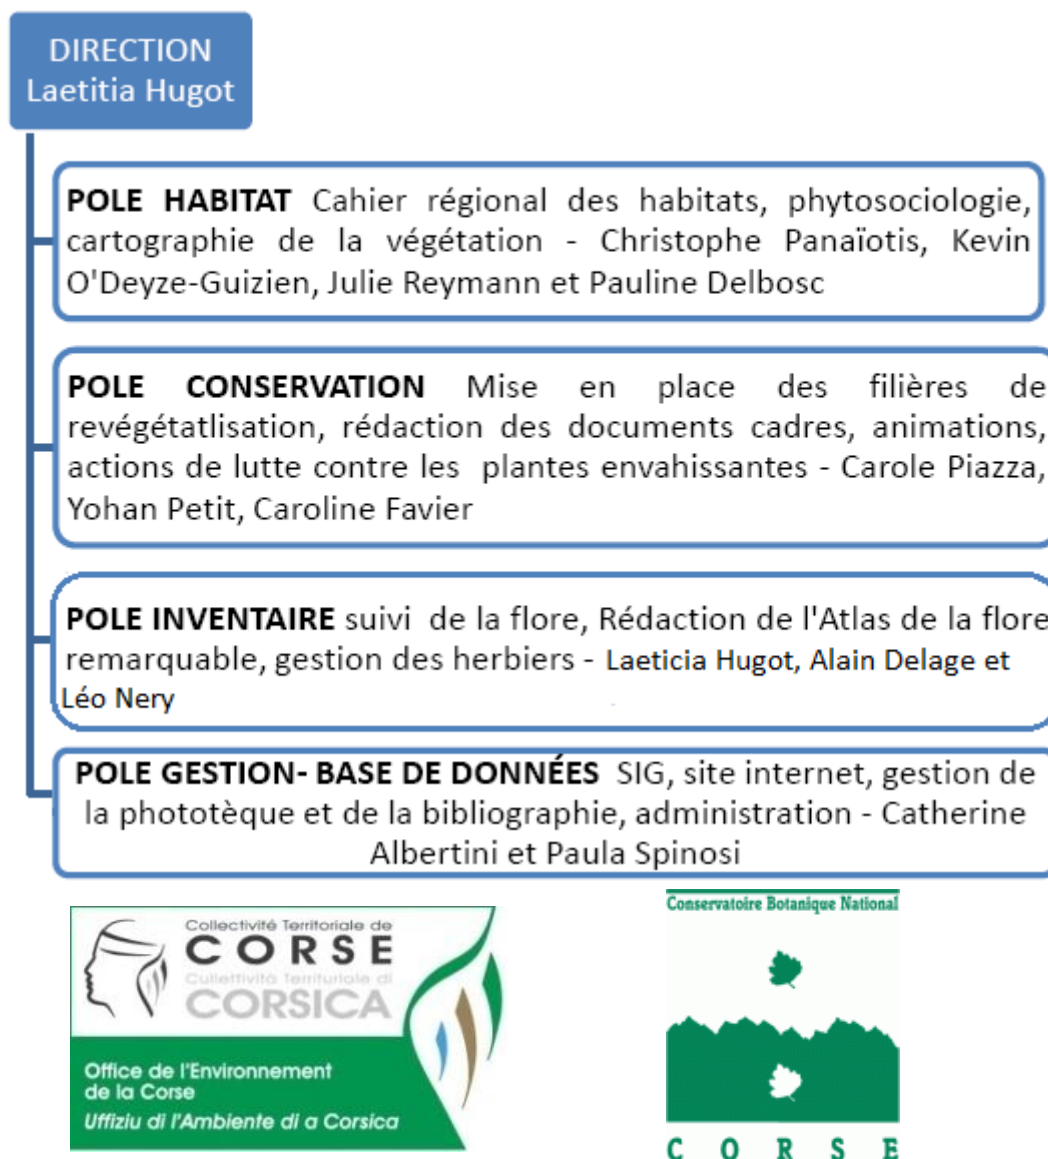 DIRECTION
Laetitia Hugot
POLE HABITAT Cahier régional des habitats, phytosociologie,
cartographie de la végétation - Christophe Panaïotis, Kevin
O'Deyze-Guizien, Julie Reymann et Pauline Delbosc
POLE CONSERVATION Mise en place des filières de
revégétatlisation, rédaction des documents cadres, animations,
actions de lutte contre les plantes envahissantes - Carole Piazza,
Yohan Petit, Caroline Favier
POLE INVENTAIRE suivi de la flore, Rédaction de l'Atlas de la flore
remarquable, gestion des herbiers - Laeticia Hugot, Alain Delage et
Léo Nery
POLE GESTION- BASE DE DONNÉES SIG, site internet, gestion de
la phototèque et de la bibliographie, administration - Catherine
Albertini et Paula Spinosi
Collectivité Territoriale de
CORSE
Cullettività Territuriale di
CORSICA
Office de l'Environnement
de la Corse
Uffiziu di l'Ambiente di a Corsica
Conservatoire Botanique National
CORSE